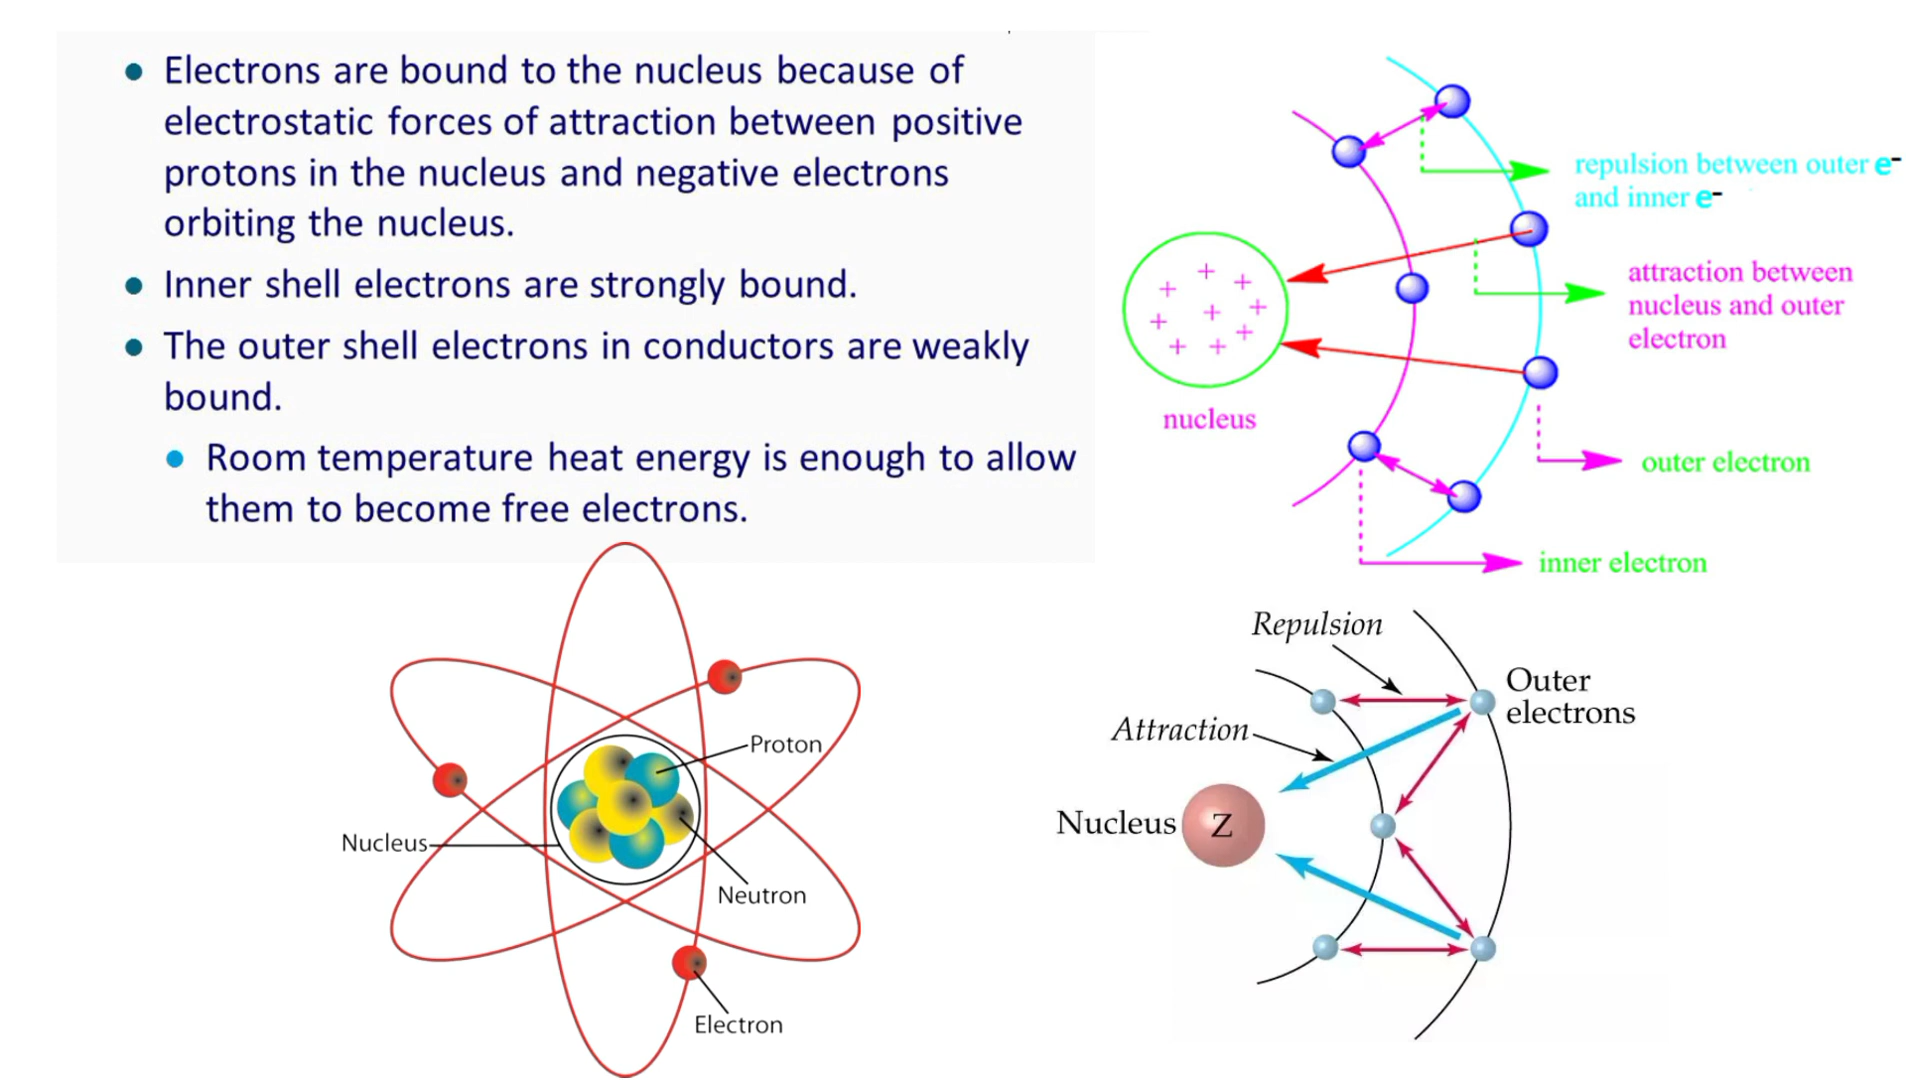 Electrons are bound to the nucleus because of
electrostatic forces of attraction between positive
protons in the nucleus and negative electrons
orbiting the nucleus.
Inner shell electrons are strongly bound.
The outer shell electrons in conductors are weakly
bound.
Room temperature heat energy is enough to allow
them to become free electrons.
repulsion between outer e-
and inner e-
attraction between
nucleus and outer
electron
+ + + + + + + + +
nucleus
outer electron
inner electron
Proton
Nucleus
Neutron
Electron
Repulsion
Outer
electrons
Attraction
Nucleus
Z